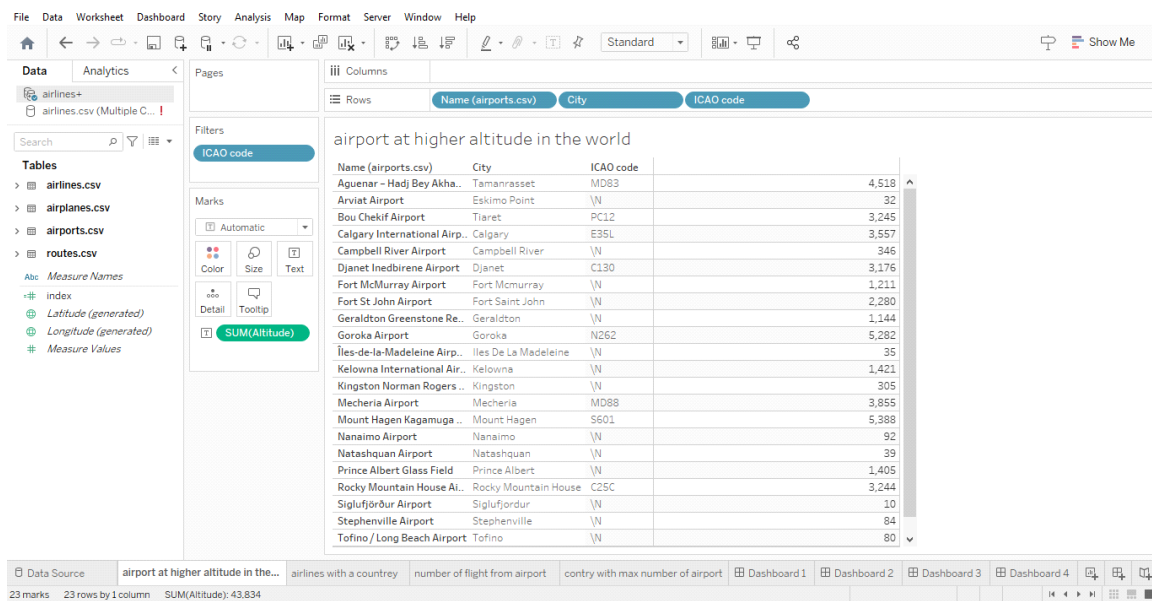 File Data Worksheet Dashboard Story Analysis Map Format Server Window Help
Standard
Show Me
Data Analytics
airlines+
airlines.csv (Multiple C... !
Search
Tables
airlines.csv
airplanes.csv
airports.csv
routes.csv
Abc Measure Names
index
Latitude (generated)
Longitude (generated)
Measure Values
Pages
Filters
ICAO code
Marks
Automatic
Color Size Text
Detail Tooltip
SUM(Altitude)
Columns
Rows Name (airports.csv) City ICAO code
airport at higher altitude in the world
Name (airports.csv) City ICAO code
Aguenar – Hadj Bey Akha.. Tamanrasset MD83 4,518
Arviat Airport Eskimo Point \N 32
Bou Chekif Airport Tiaret PC12 3,245
Calgary International Airp.. Calgary E35L 3,557
Campbell River Airport Campbell River \N 346
Djanet Inedbirene Airport Djanet C130 3,176
Fort McMurray Airport Fort Mcmurray \N 1,211
Fort St John Airport Fort Saint John \N 2,280
Geraldton Greenstone Re.. Geraldton \N 1,144
Goroka Airport Goroka N262 5,282
Îles-de-la-Madeleine Airp.. Iles De La Madeleine \N 35
Kelowna International Air.. Kelowna \N 1,421
Kingston Norman Rogers .. Kingston \N 305
Mecheria Airport Mecheria MD88 3,855
Mount Hagen Kagamuga .. Mount Hagen S601 5,388
Nanaimo Airport Nanaimo \N 92
Natashquan Airport Natashquan \N 39
Prince Albert Glass Field Prince Albert \N 1,405
Rocky Mountain House Ai.. Rocky Mountain House C25C 3,244
Siglufjörður Airport Siglufjordur \N 10
Stephenville Airport Stephenville \N 84
Tofino / Long Beach Airport Tofino \N 80
Data Source airport at higher altitude in the... airlines with a countrey number of flight from airport contry with max number of airport Dashboard 1 Dashboard 2 Dashboard 3 Dashboard 4
23 marks 23 rows by 1 column SUM(Altitude): 43,834